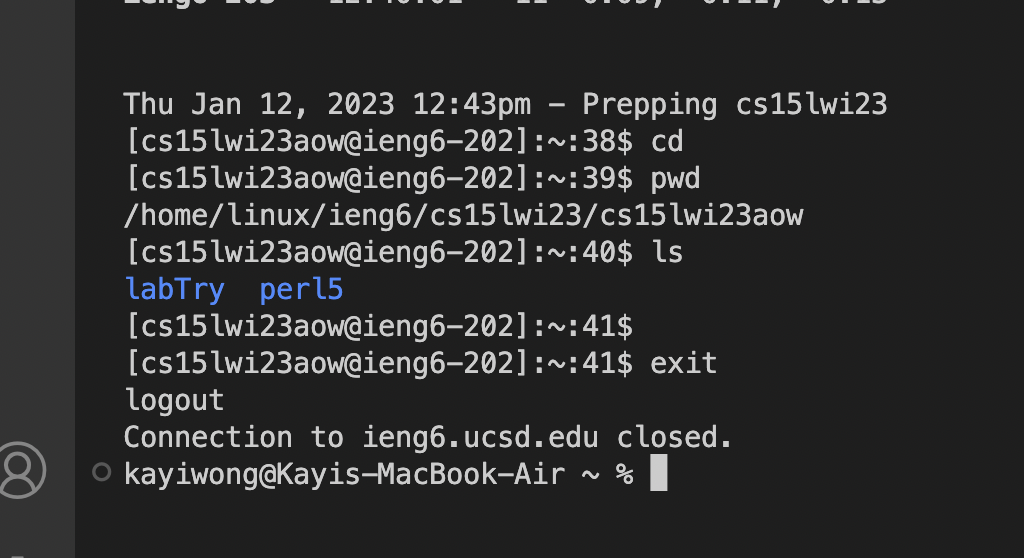 Thu Jan 12, 2023 12:43pm – Prepping cs15lwi23
[cs15lwi23aow@ieng6-202]:~:38$ cd
[cs15lwi23aow@ieng6-202]:~:39$ pwd
/home/linux/ieng6/cs15lwi23/cs15lwi23aow
[cs15lwi23aow@ieng6-202]:~:40$ ls
labTry  perl5
[cs15lwi23aow@ieng6-202]:~:41$
[cs15lwi23aow@ieng6-202]:~:41$ exit
logout
Connection to ieng6.ucsd.edu closed.
kayiwong@Kayis-MacBook-Air ~ %